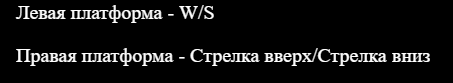 Левая платформа - W/S
Правая платформа - Стрелка вверх/Стрелка вниз